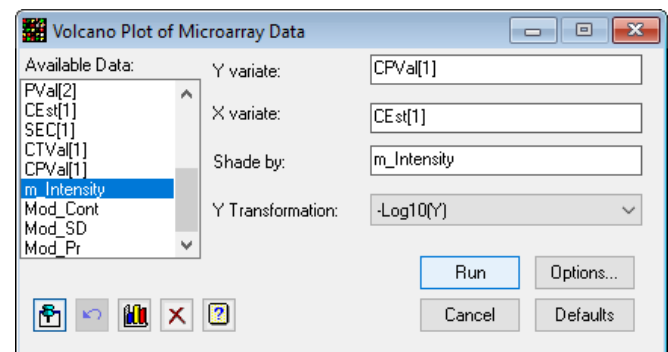 Volcano Plot of Microarray Data
Available Data:
PVal[2]
CEst[1]
SEC[1]
CTVal[1]
CPVal[1]
m_Intensity
Mod_Cont
Mod_SD
Mod_Pr
Y variate:
CPVal[1]
X variate:
CEst[1]
Shade by:
m_Intensity
Y Transformation:
-Log10(Y)
Run
Options...
Cancel
Defaults